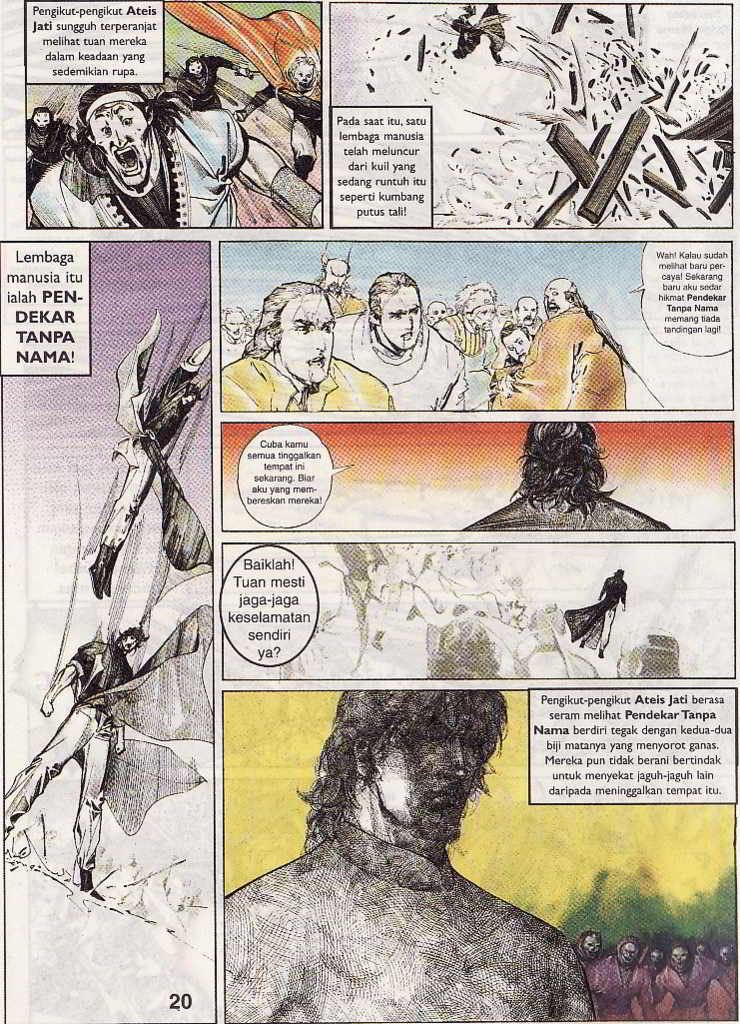 Pengikut-pengikut Ateis
Jati sungguh terperanjat
melihat tuan mereka
dalam keadaan yang
sedemikian rupa.
Pada saat itu, satu
lembaga manusia
telah meluncur
dari kuil yang
sedang runtuh itu
seperti kumbang
putus tali!
Lembaga
manusia itu
ialah PEN-
DEKAR
TANPA
NAMA!
Wah! Kalau sudah
melihat baru per-
caya! Sekarang
baru aku sedar
hikmat Pendekar
Tanpa Nama
memang tiada
tandingan lagi!
Cuba kamu
semua tinggalkan
tempat ini
sekarang. Biar
aku yang mem-
bereskan mereka!
Baiklah!
Tuan mesti
jaga-jaga
keselamatan
sendiri
ya?
Pengikut-pengikut Ateis Jati berasa
seram melihat Pendekar Tanpa
Nama berdiri tegak dengan kedua-dua
biji matanya yang menyorot ganas.
Mereka pun tidak berani bertindak
untuk menyekat jaguh-jaguh lain
daripada meninggalkan tempat itu.
20